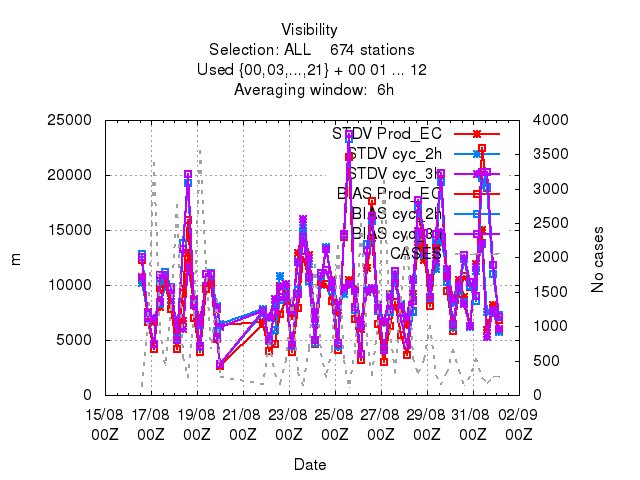 Visibility
Selection: ALL    674 stations
Used {00,03,...,21} + 00 01 ... 12
Averaging window:  6h
25000
20000
15000
10000
5000
0
m
4000
3500
3000
2500
2000
1500
1000
500
0
No cases
STDV Prod_EC
STDV cyc_2h
STDV cyc_3h
BIAS Prod_EC
BIAS cyc_2h
BIAS cyc_3h
CASES
15/08 17/08 19/08 21/08 23/08 25/08 27/08 29/08 31/08 02/09
00Z 00Z 00Z 00Z 00Z 00Z 00Z 00Z 00Z 00Z
Date